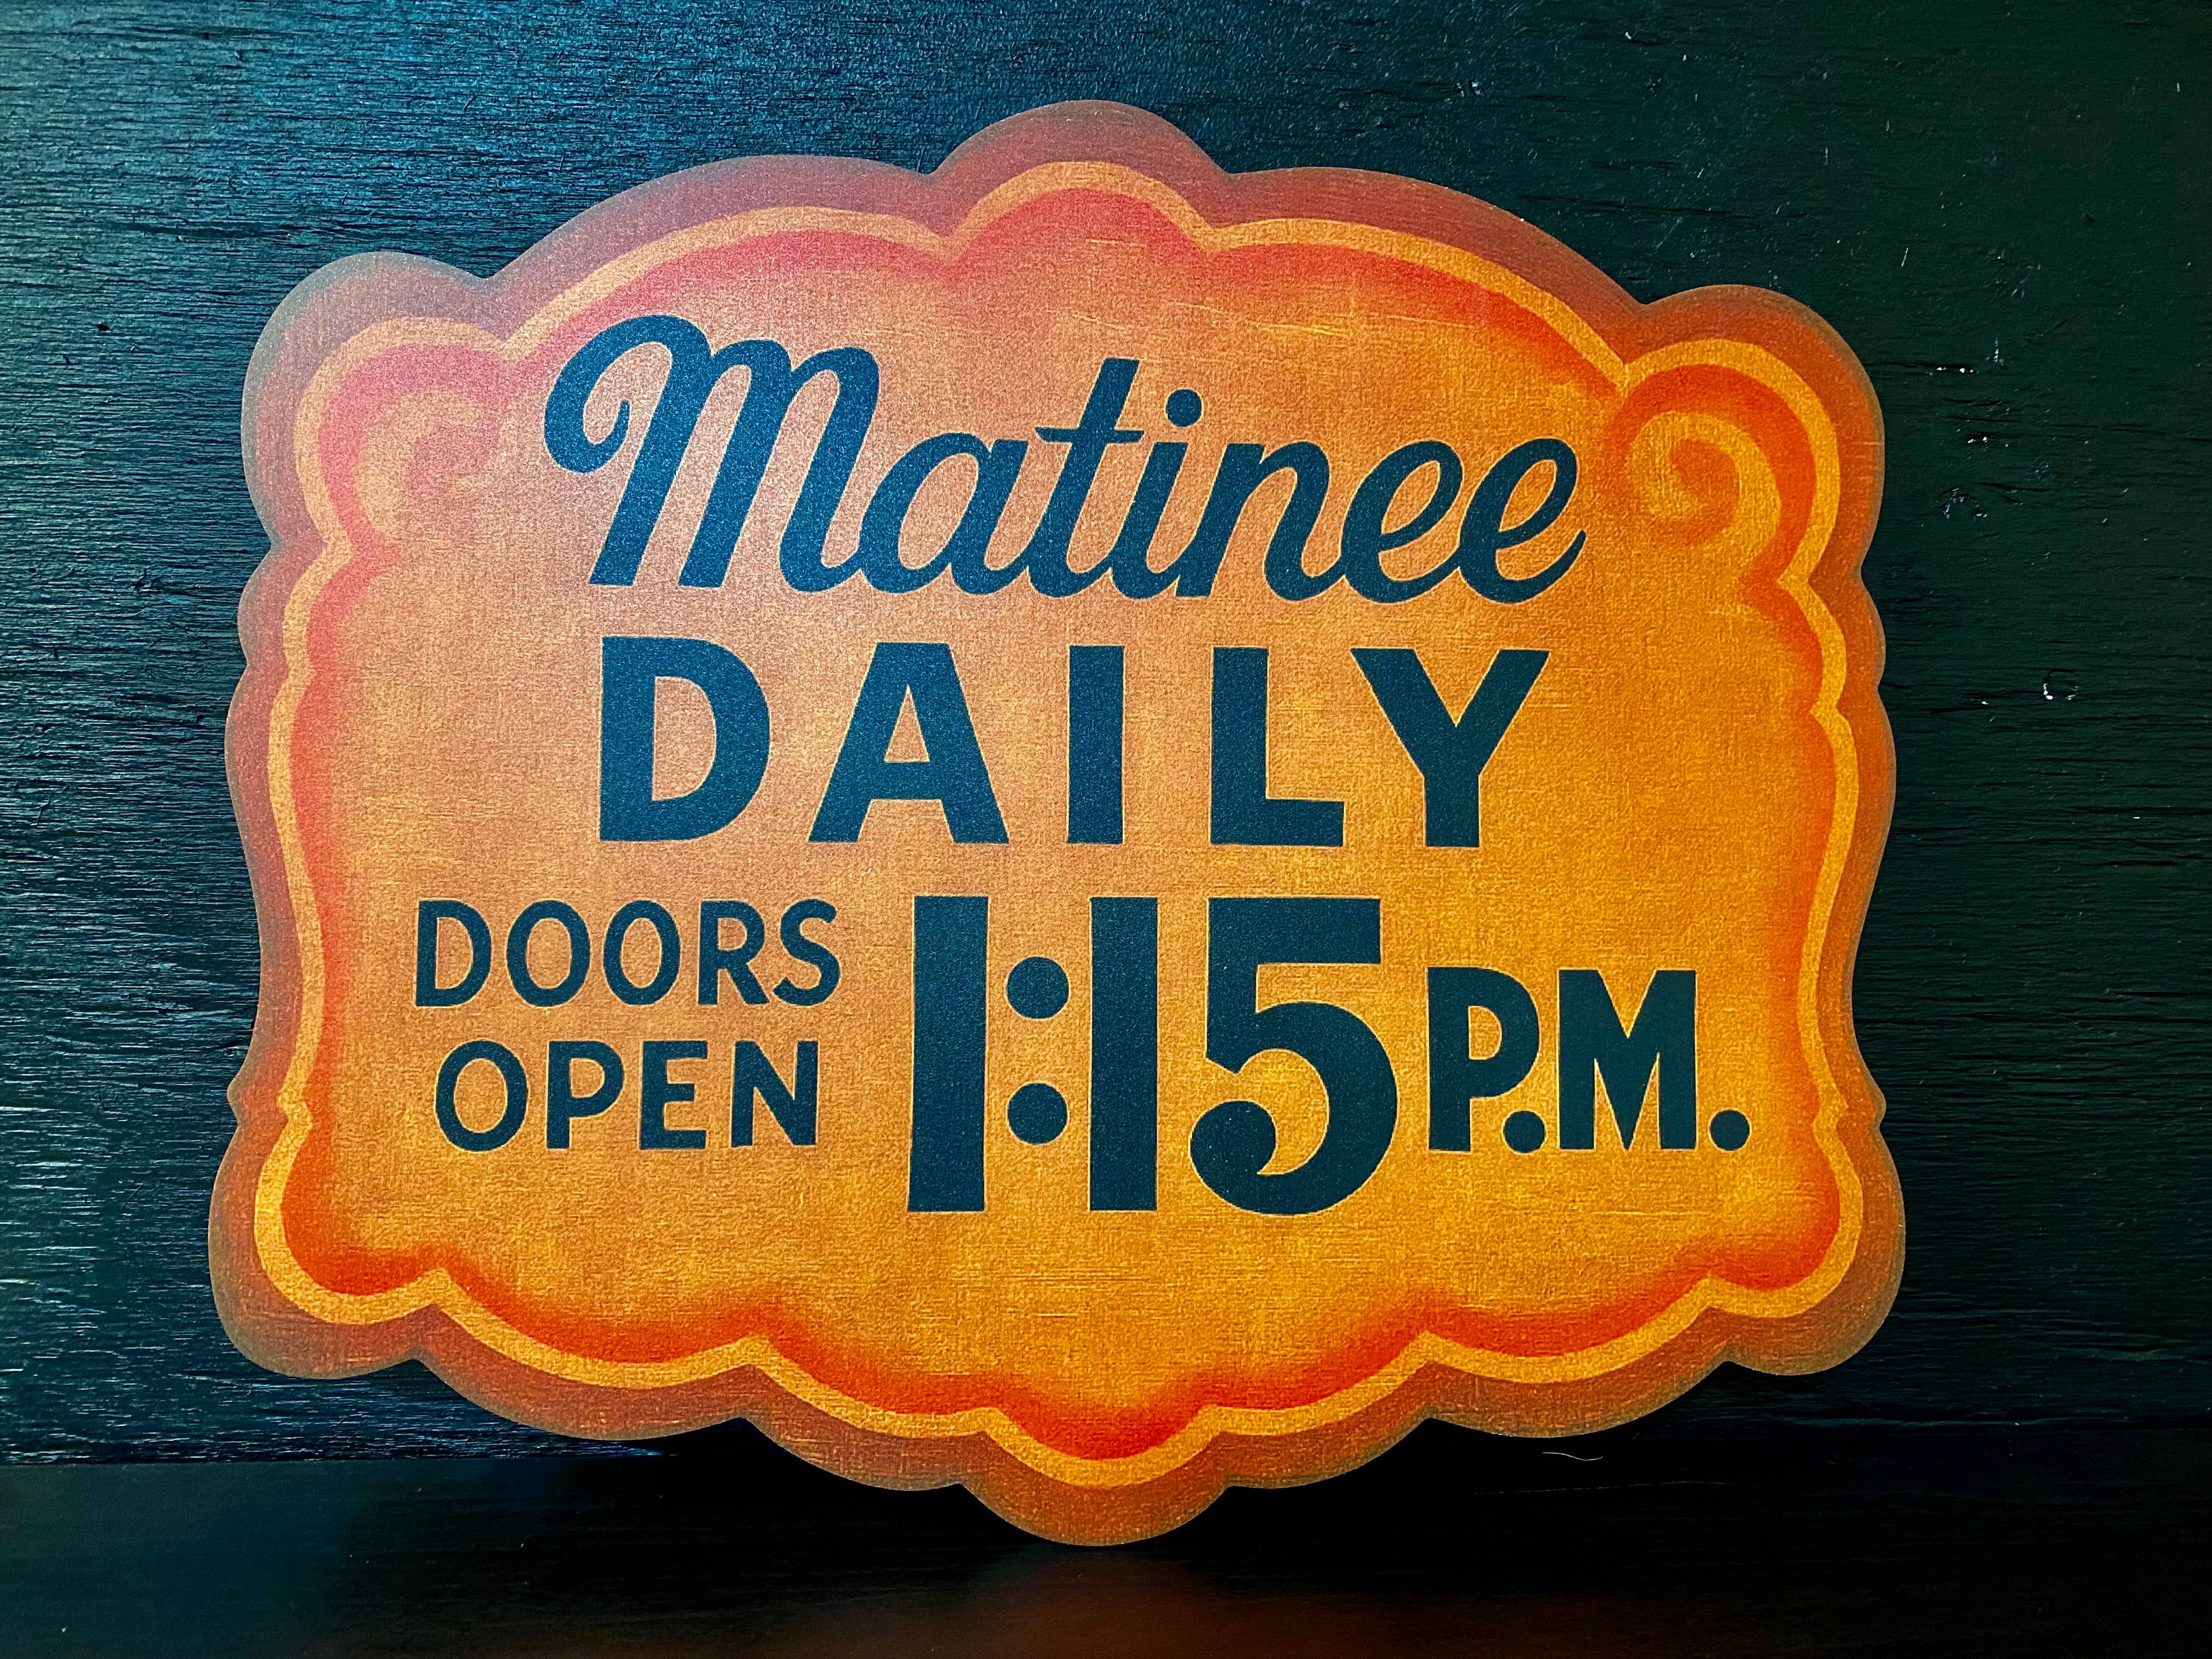 Matinee
DAILY
DOORS OPEN 1:15 P.M.